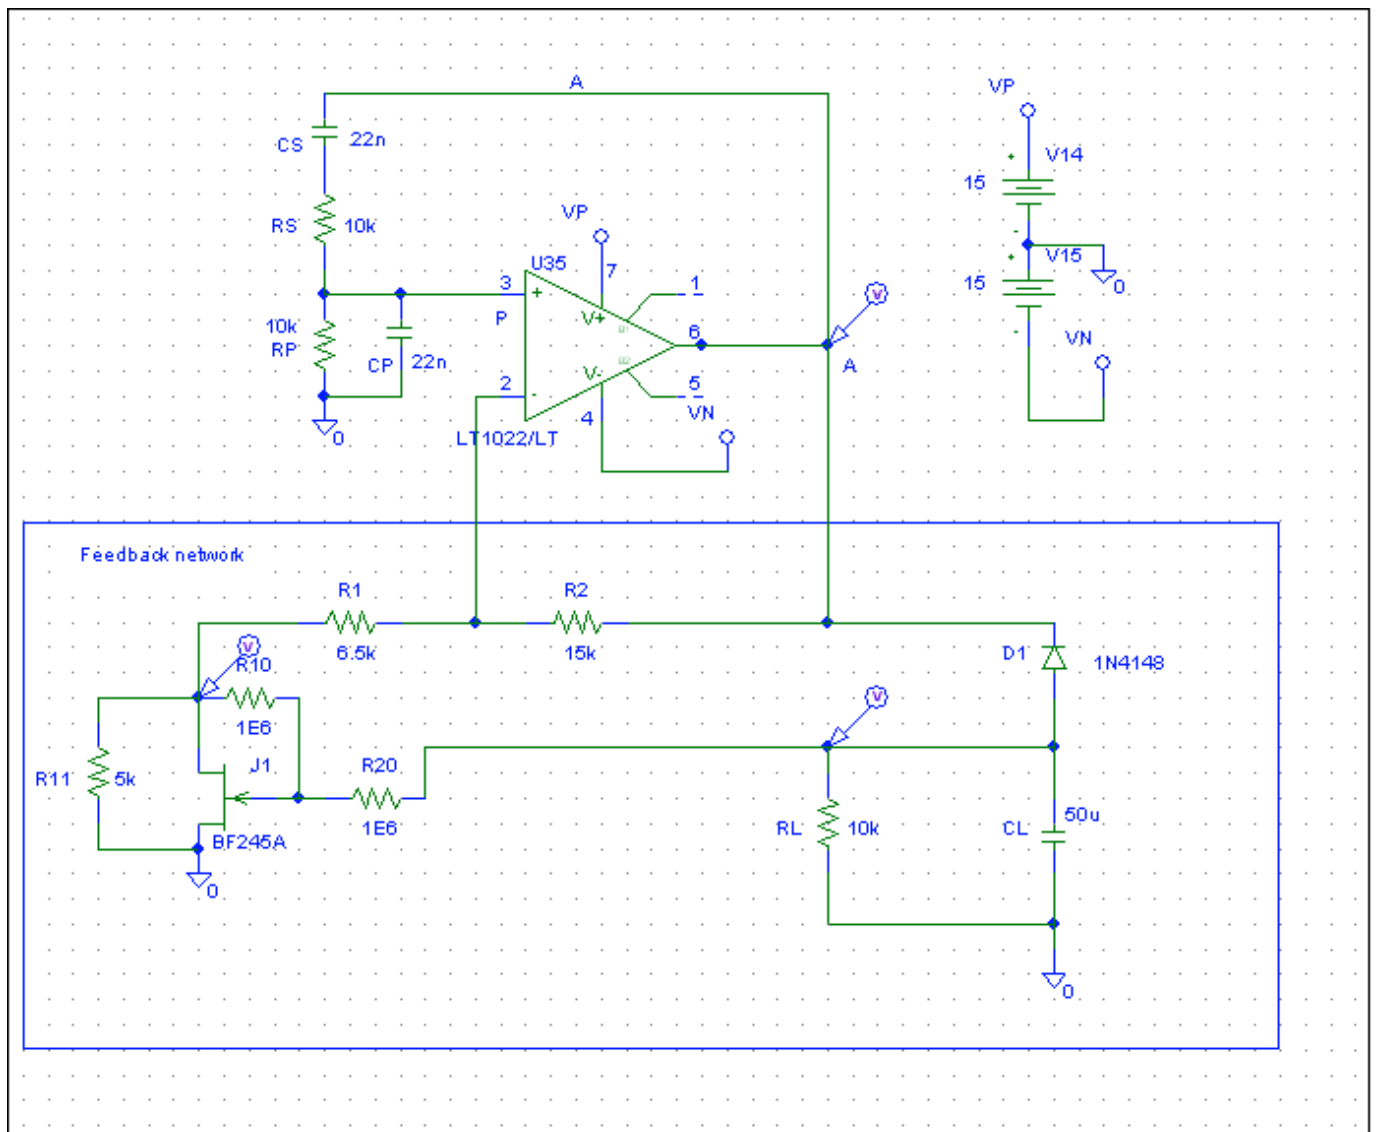 A
VP
CS
22n
V14
15
RS
10k
VP
V15
U35
7
0
3
1
15
+
10k
P
V+
B1
6
VN
RP
CP
22n
B2
A
V-
2
-
5
4
VN
0
LT1022/LT
Feedback network
R1
R2
V
6.5k
15k
D1
1N4148
R10
V
1E6
V
J1
R20
R11
5k
50u
1E6
RL
10k
CL
BF245A
0
0